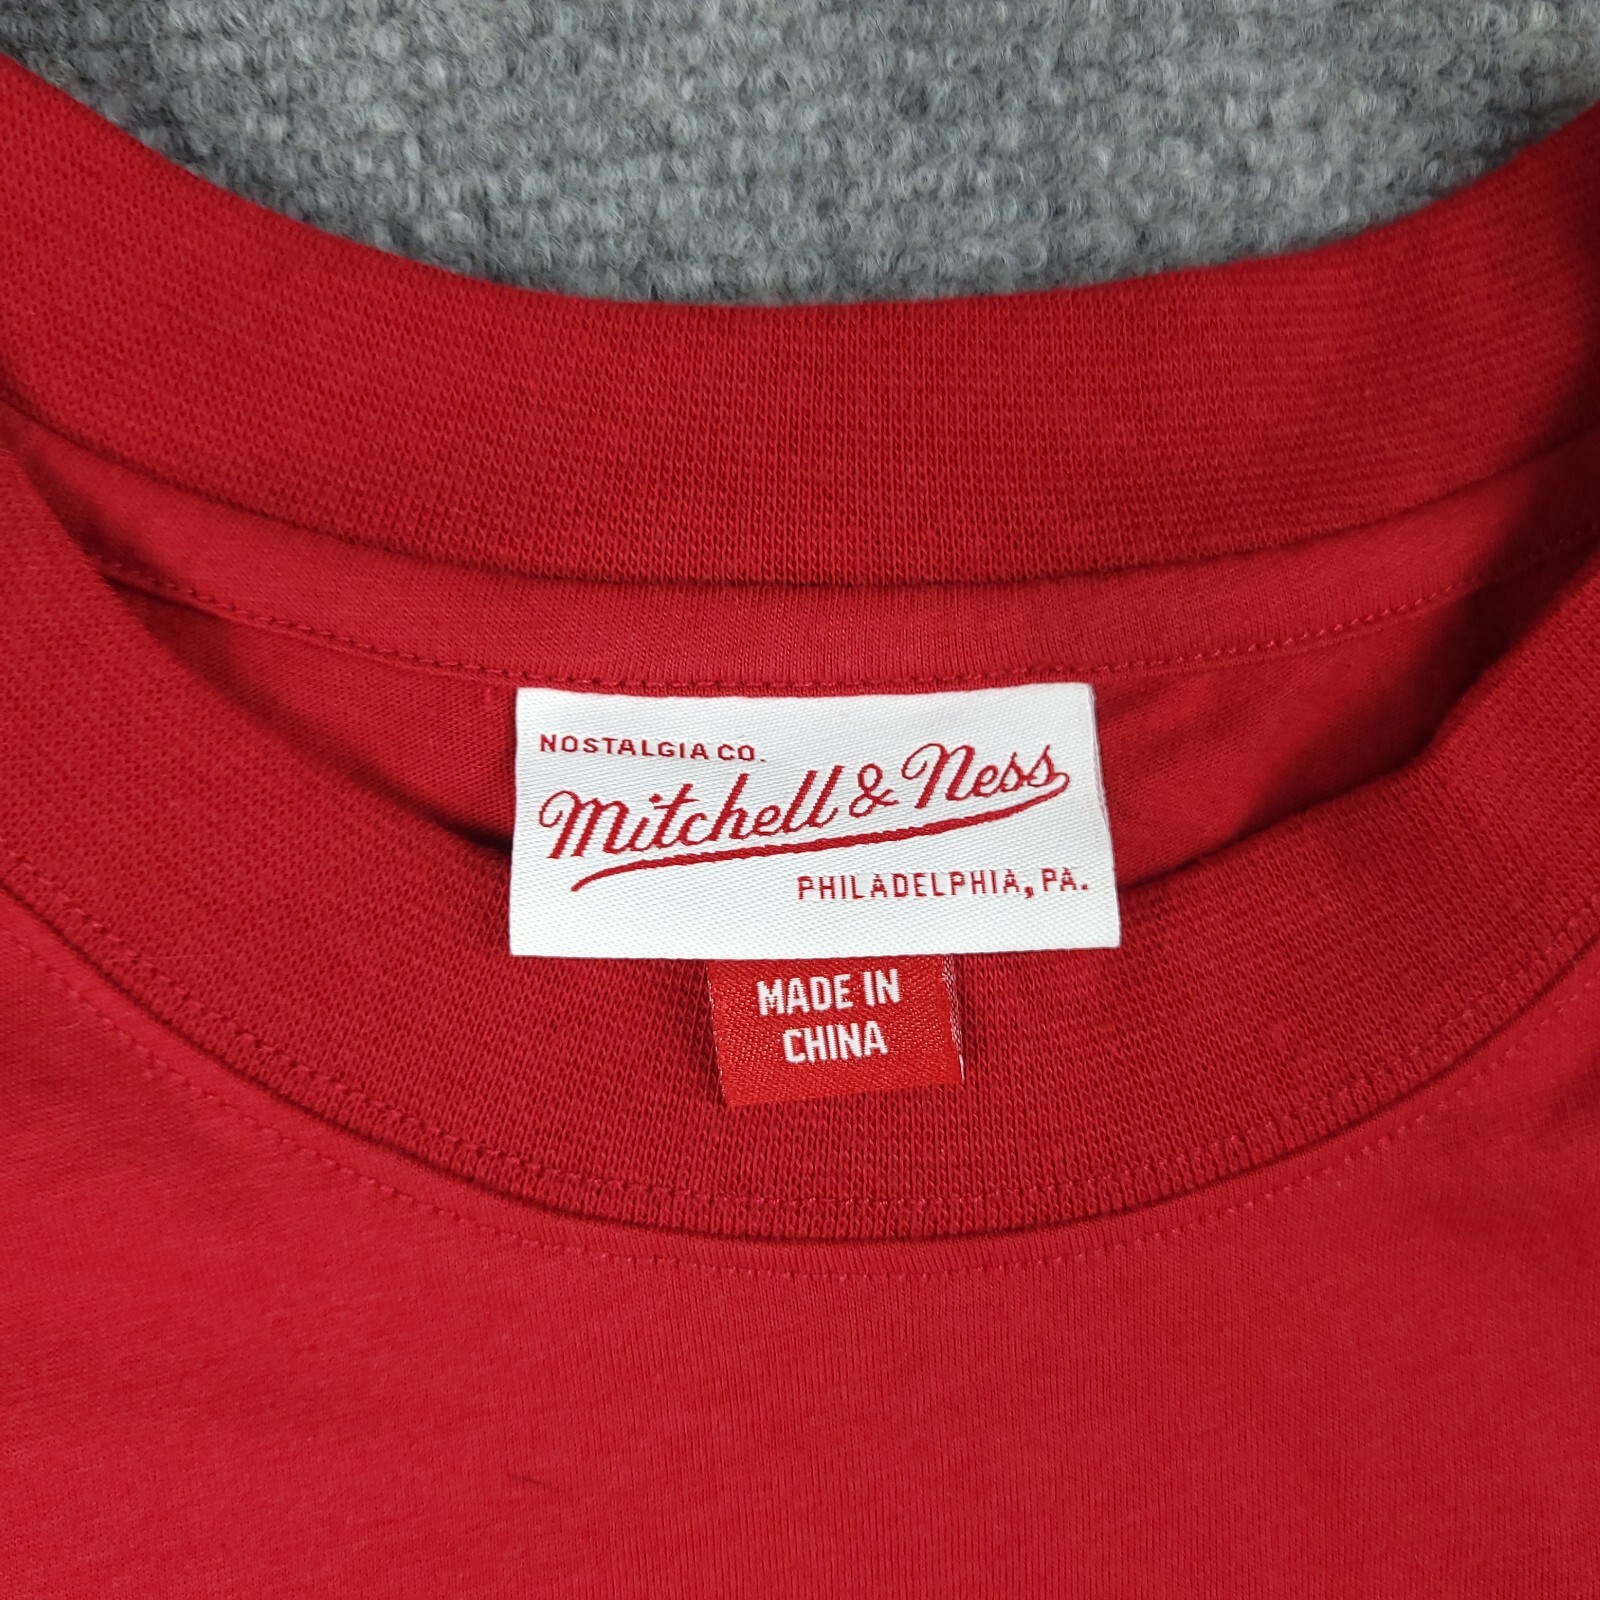 NOSTALGIA CO.
Mitchell & Ness
PHILADELPHIA, PA.
MADE IN
CHINA